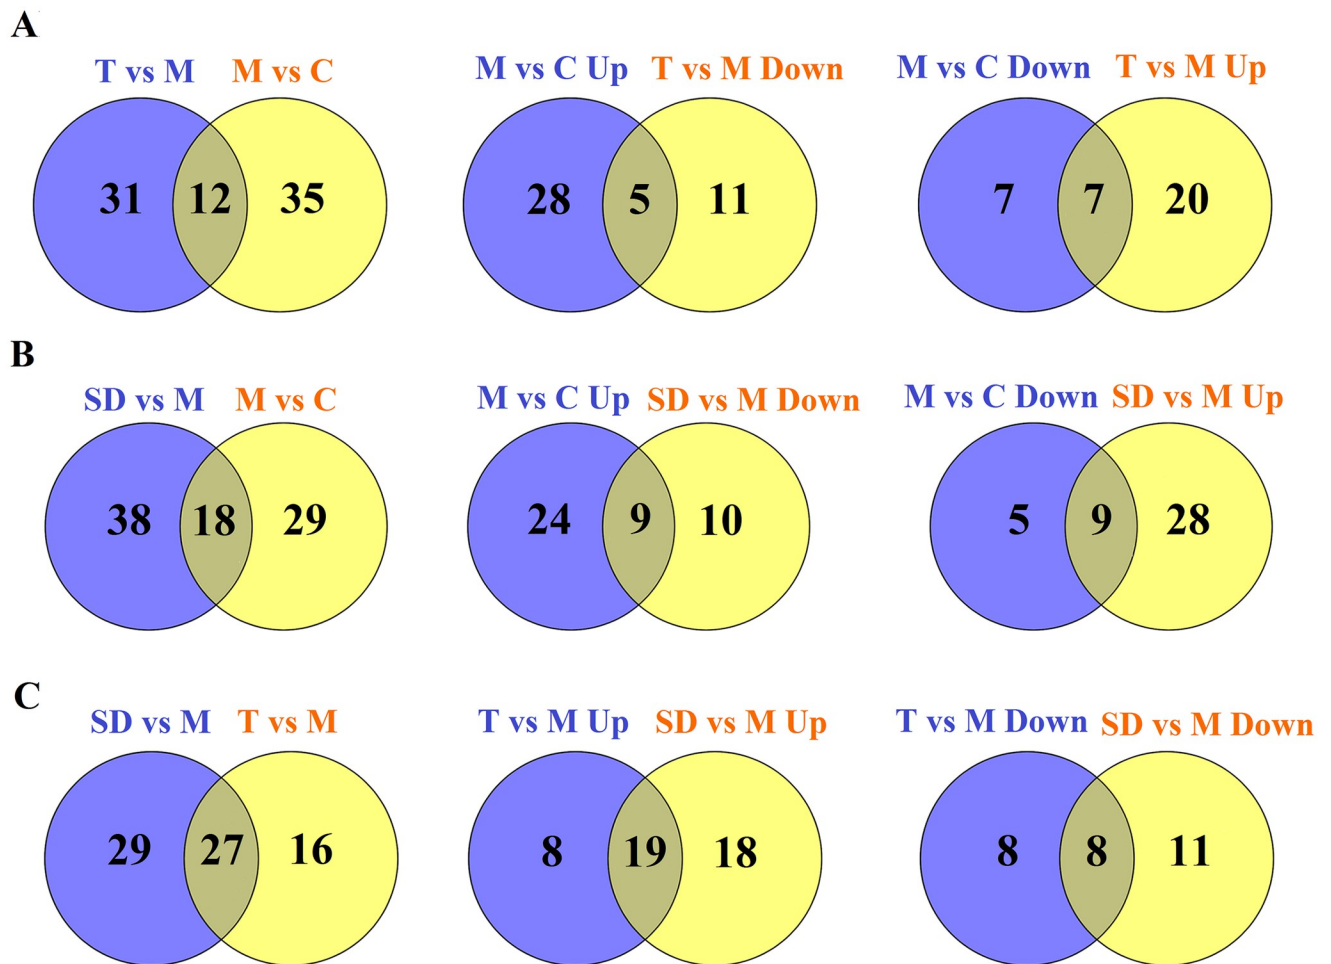 A
T vs M M vs C M vs C Up T vs M Down M vs C Down T vs M Up
31 12 35 28 5 11 7 7 20
B
SD vs M M vs C M vs C Up SD vs M Down M vs C Down SD vs M Up
38 18 29 24 9 10 5 9 28
C
SD vs M T vs M T vs M Up SD vs M Up T vs M Down SD vs M Down
29 27 16 8 19 18 8 8 11